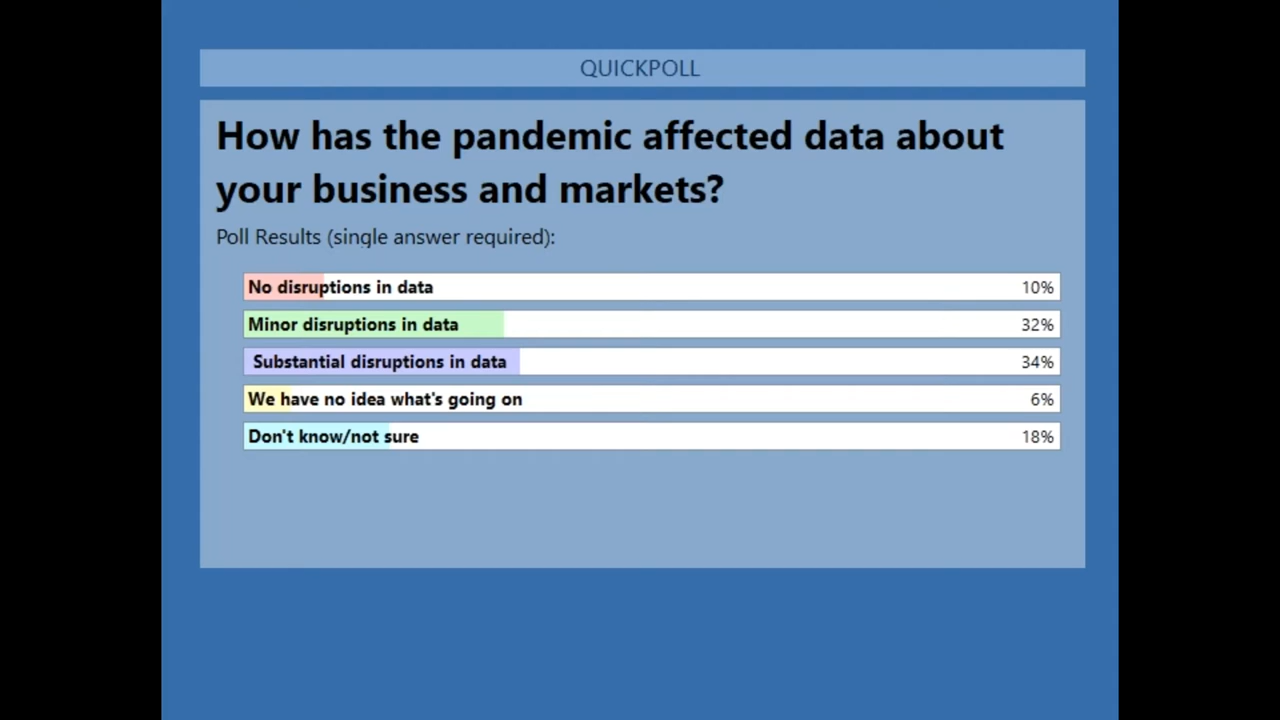 QUICKPOLL
How has the pandemic affected data about
your business and markets?
Poll Results (single answer required):
No disruptions in data 10%
Minor disruptions in data 32%
Substantial disruptions in data 34%
We have no idea what's going on 6%
Don't know/not sure 18%